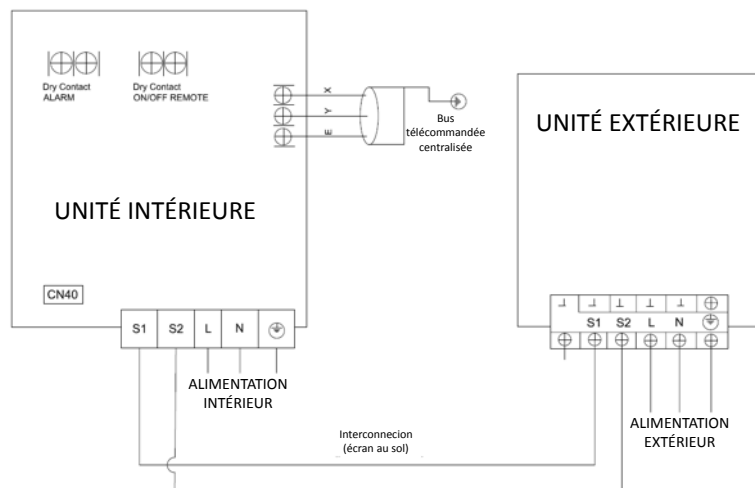 Dry Contact
ALARM
Dry Contact
ON/OFF REMOTE
X
Y
E
Bus
télécommandée
centralisée
UNITÉ INTÉRIEURE
UNITÉ EXTÉRIEURE
CN40
S1 S2 L N
S1 S2 L N
ALIMENTATION
INTÉRIEUR
ALIMENTATION
EXTÉRIEUR
Interconnecion
(écran au sol)